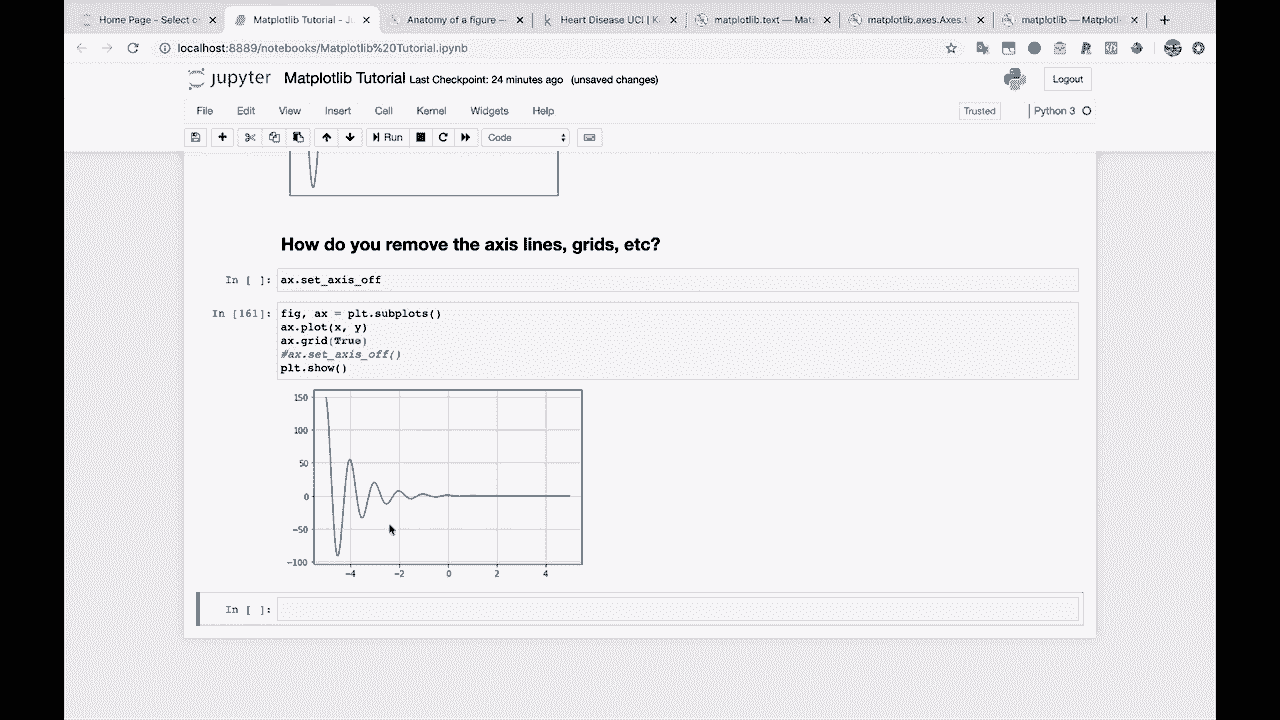 Home Page - Select o
Matplotlib Tutorial - J
Anatomy of a figure —
Heart Disease UCI | K
matplotlib.text — Mat
matplotlib.axes.Axes.
matplotlib — Matplotl
localhost:8889/notebooks/Matplotlib%20Tutorial.ipynb
jupyter Matplotlib Tutorial Last Checkpoint: 24 minutes ago (unsaved changes)
Logout
File Edit View Insert Call Kernel Widgets Help
Trusted
Python 3
Run
Code
How do you remove the axis lines, grids, etc?
In [ ]: ax.set_axis_off
In [161]: fig, ax = plt.subplots()
ax.plot(x, y)
ax.grid(True)
#ax.set_axis_off()
plt.show()
150
100
50
0
−50
−100
−4 −2 0 2 4
In [ ]: